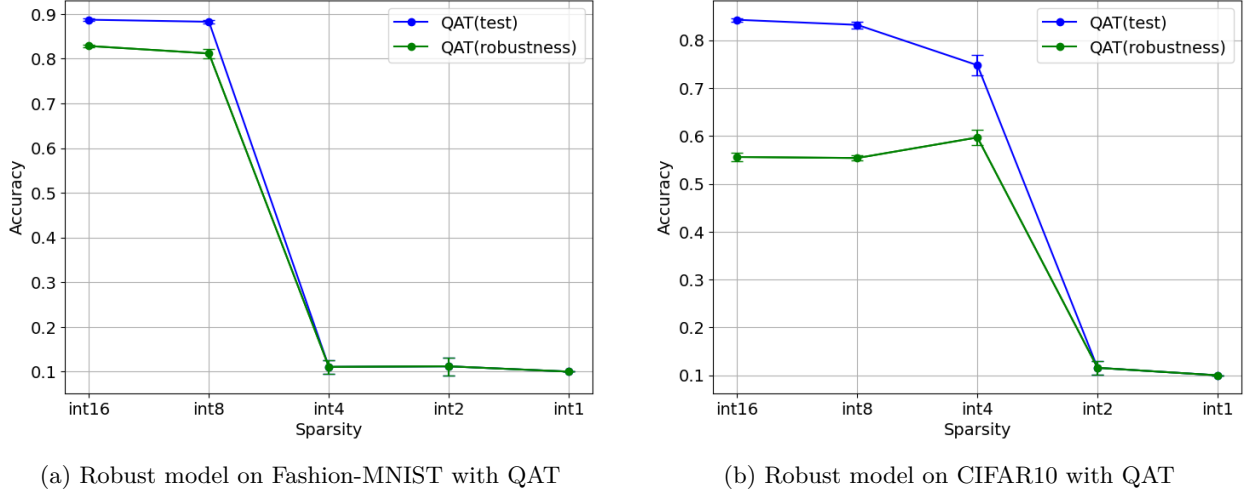 0.9
0.8
0.7
0.6
0.5
0.4
0.3
0.2
0.1
Accuracy
QAT(test)
QAT(robustness)
int16 int8 int4 int2 int1
Sparsity
(a) Robust model on Fashion-MNIST with QAT
0.8
0.7
0.6
0.5
0.4
0.3
0.2
0.1
Accuracy
QAT(test)
QAT(robustness)
int16 int8 int4 int2 int1
Sparsity
(b) Robust model on CIFAR10 with QAT